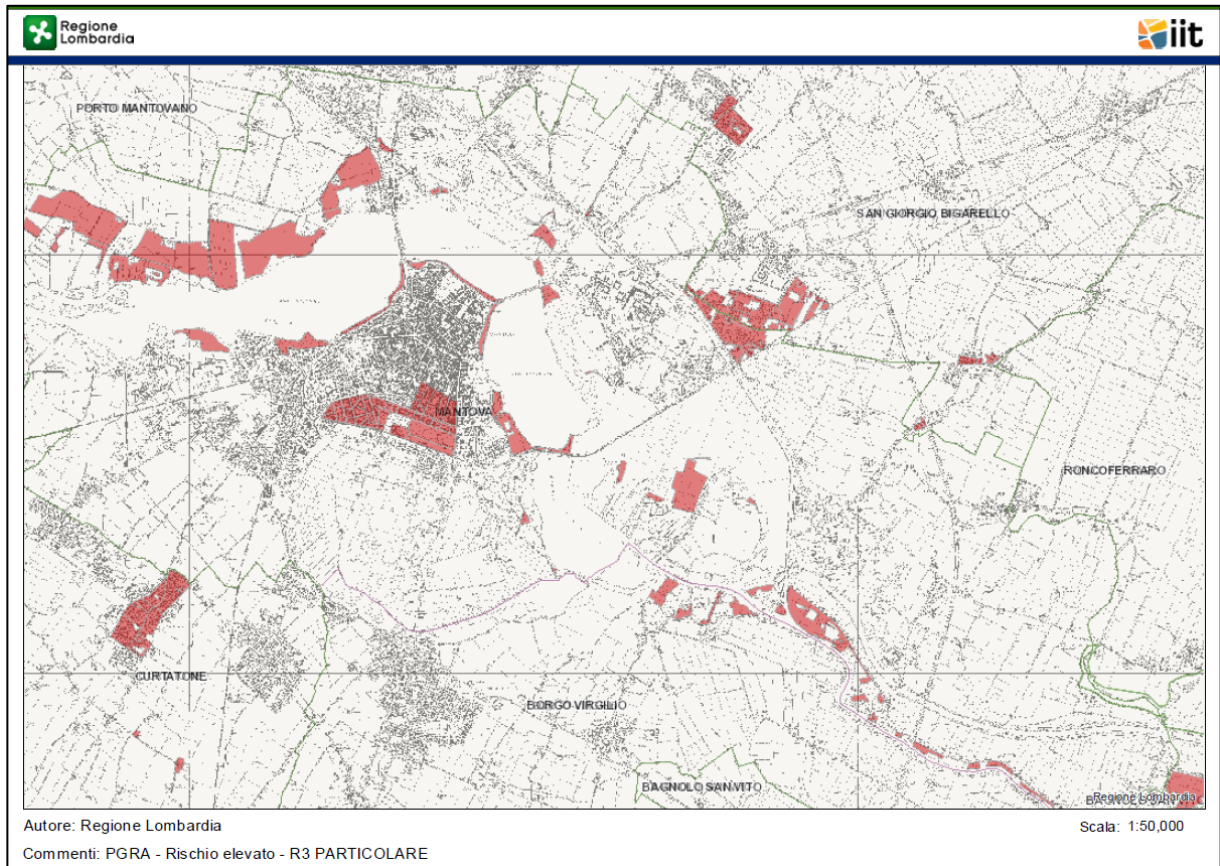 Regione
Lombardia
iit
PORTO MANTOVANO
SAN GIORGIO BIGARELLO
MANTOVA
RONCOFERRARO
CURTATONE
BORGO VIRGILIO
BAGNOLO SAN VITO
Regione Lombardia
Autore: Regione Lombardia
Scala: 1:50,000
Commenti: PGRA - Rischio elevato - R3 PARTICOLARE